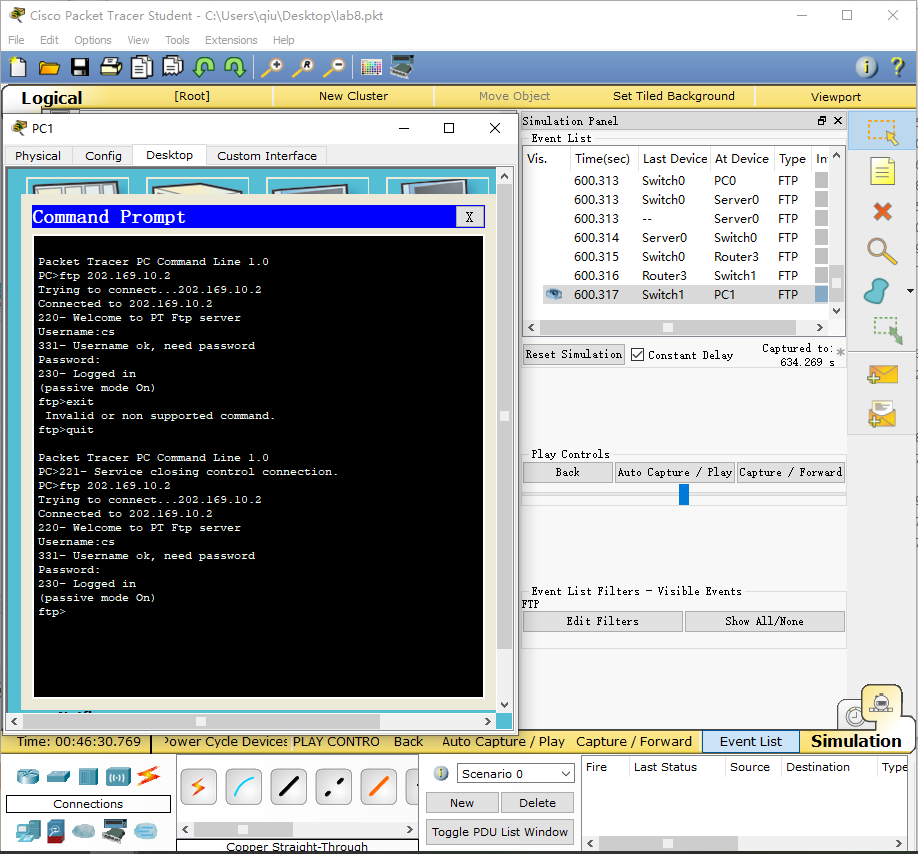 Cisco Packet Tracer Student - C:\Users\qiu\Desktop\lab8.pkt
File Edit Options View Tools Extensions Help
Logical [Root] New Cluster Move Object Set Tiled Background Viewport
PC1
Physical Config Desktop Custom Interface
Command Prompt X
Packet Tracer PC Command Line 1.0
PC>ftp 202.169.10.2
Trying to connect...202.169.10.2
Connected to 202.169.10.2
220- Welcome to PT Ftp server
Username:cs
331- Username ok, need password
Password:
230- Logged in
(passive mode On)
ftp>exit
Invalid or non supported command.
ftp>quit
Packet Tracer PC Command Line 1.0
PC>221- Service closing control connection.
PC>ftp 202.169.10.2
Trying to connect...202.169.10.2
Connected to 202.169.10.2
220- Welcome to PT Ftp server
Username:cs
331- Username ok, need password
Password:
230- Logged in
(passive mode On)
ftp>
Simulation Panel
Event List
Vis. Time(sec) Last Device At Device Type In
600.313 Switch0 PC0 FTP
600.313 Switch0 Server0 FTP
600.313 -- Server0 FTP
600.314 Server0 Switch0 FTP
600.315 Switch0 Router3 FTP
600.316 Router3 Switch1 FTP
600.317 Switch1 PC1 FTP
Reset Simulation Constant Delay Captured to: *
634.269 s
Play Controls
Back Auto Capture / Play Capture / Forward
Event List Filters - Visible Events
FTP
Edit Filters Show All/None
Time: 00:46:30.769 Power Cycle Devices PLAY CONTRO Back Auto Capture / Play Capture / Forward Event List Simulation
Connections
Copper Straight-Through
Scenario 0
New Delete
Toggle PDU List Window
Fire Last Status Source Destination Type